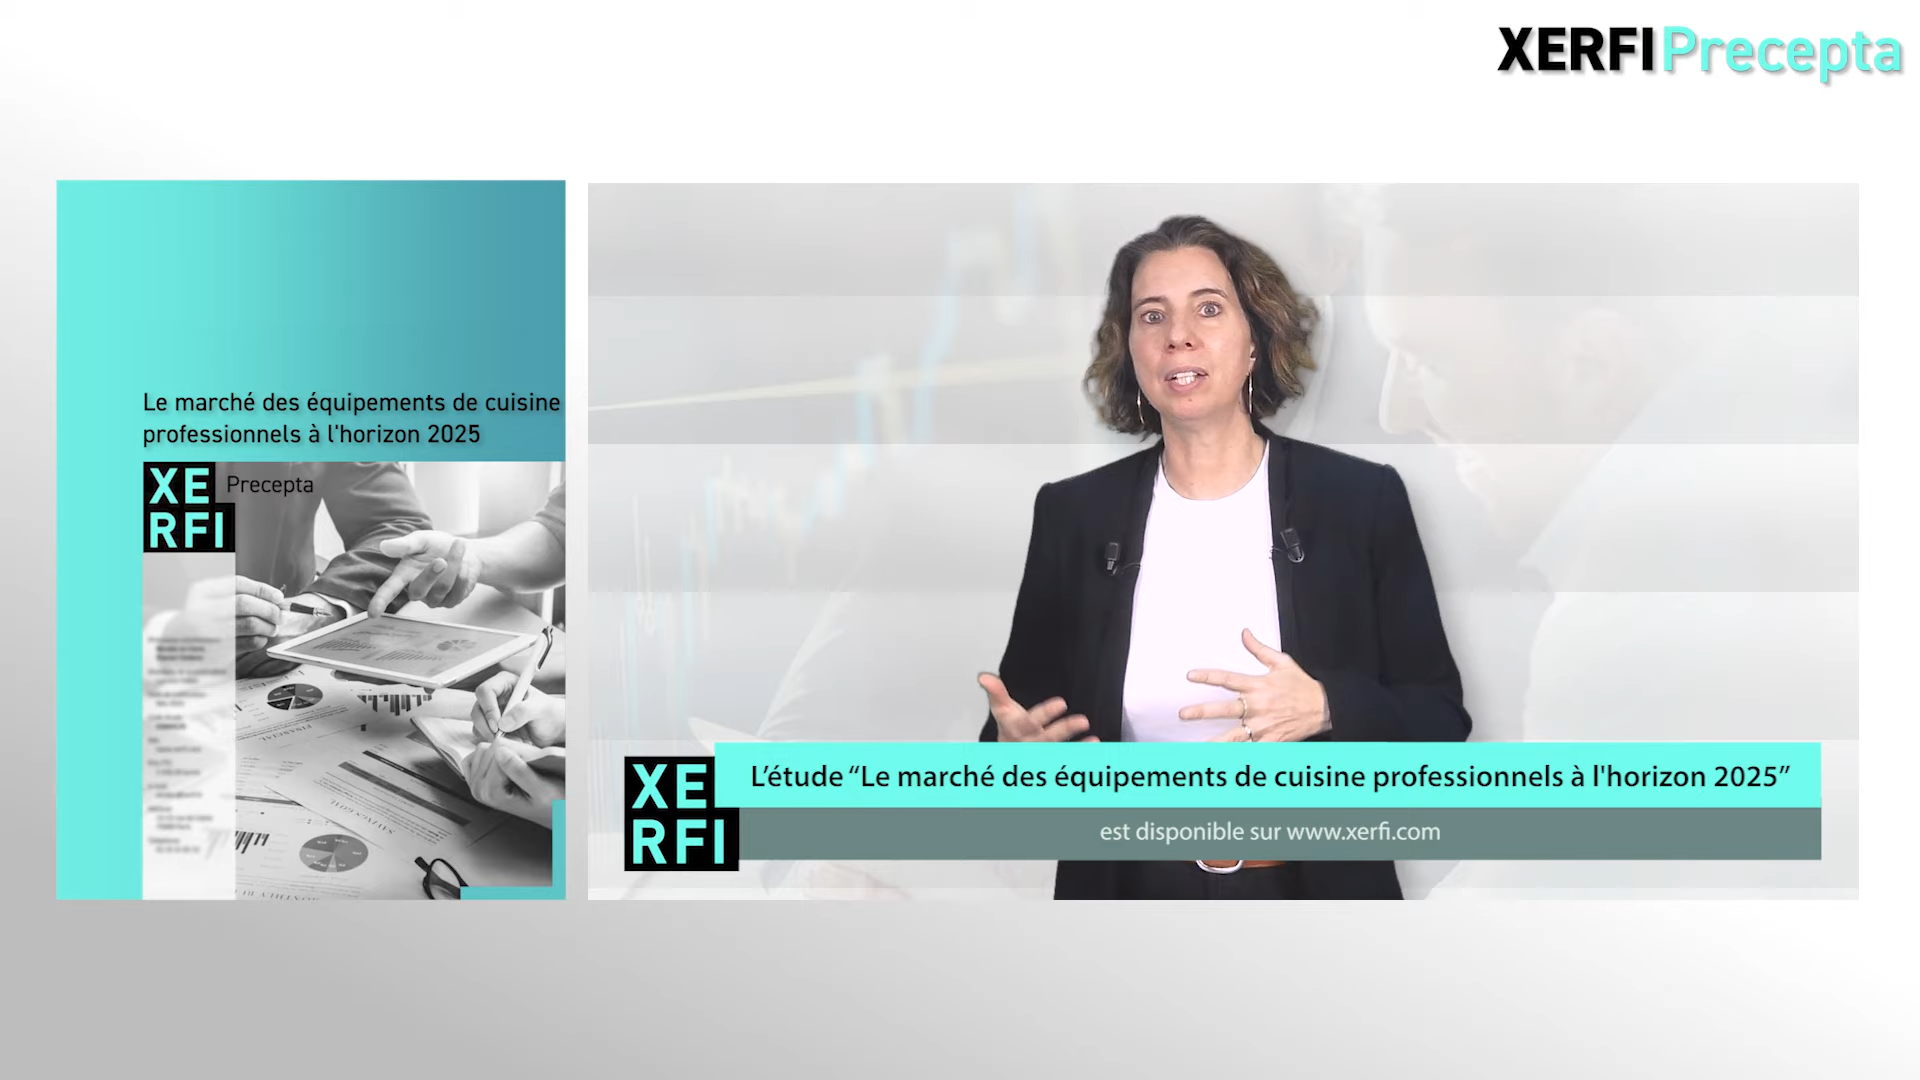 XERFI Precepta
Le marché des équipements de cuisine
professionnels à l'horizon 2025
XE
RFI
Precepta
XE
RFI
L’étude “Le marché des équipements de cuisine professionnels à l'horizon 2025”
est disponible sur www.xerfi.com